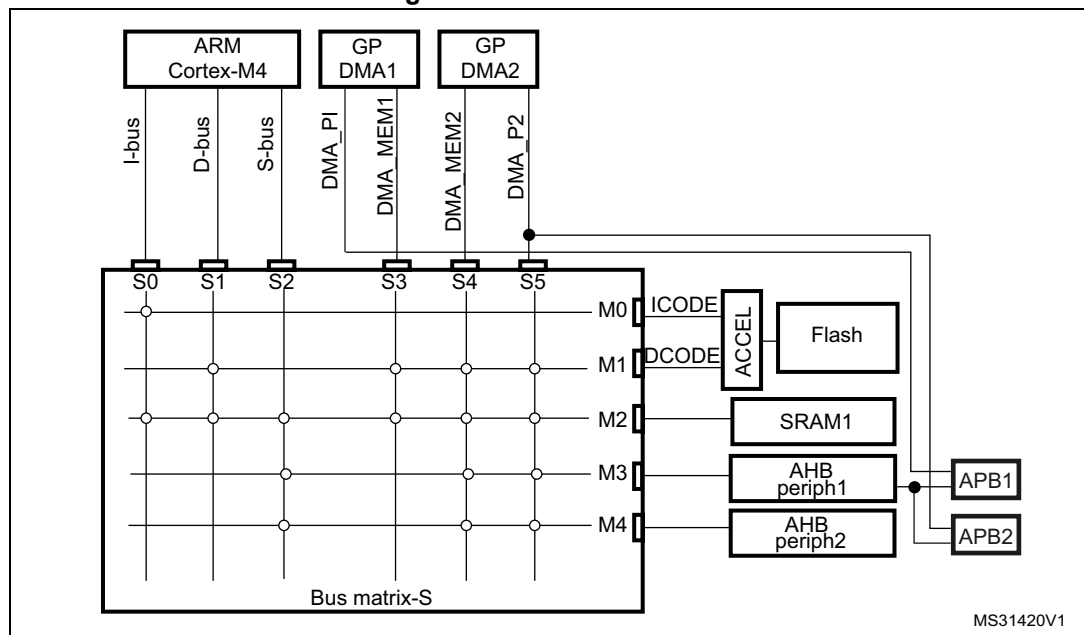 ARM
Cortex-M4
GP
DMA1
GP
DMA2
I-bus
D-bus
S-bus
DMA_PI
DMA_MEM1
DMA_MEM2
DMA_P2
S0 S1 S2 S3 S4 S5
M0
ICODE
M1
DCODE
ACCEL
Flash
M2
SRAM1
M3
AHB
periph1
APB1
M4
AHB
periph2
APB2
Bus matrix-S
MS31420V1